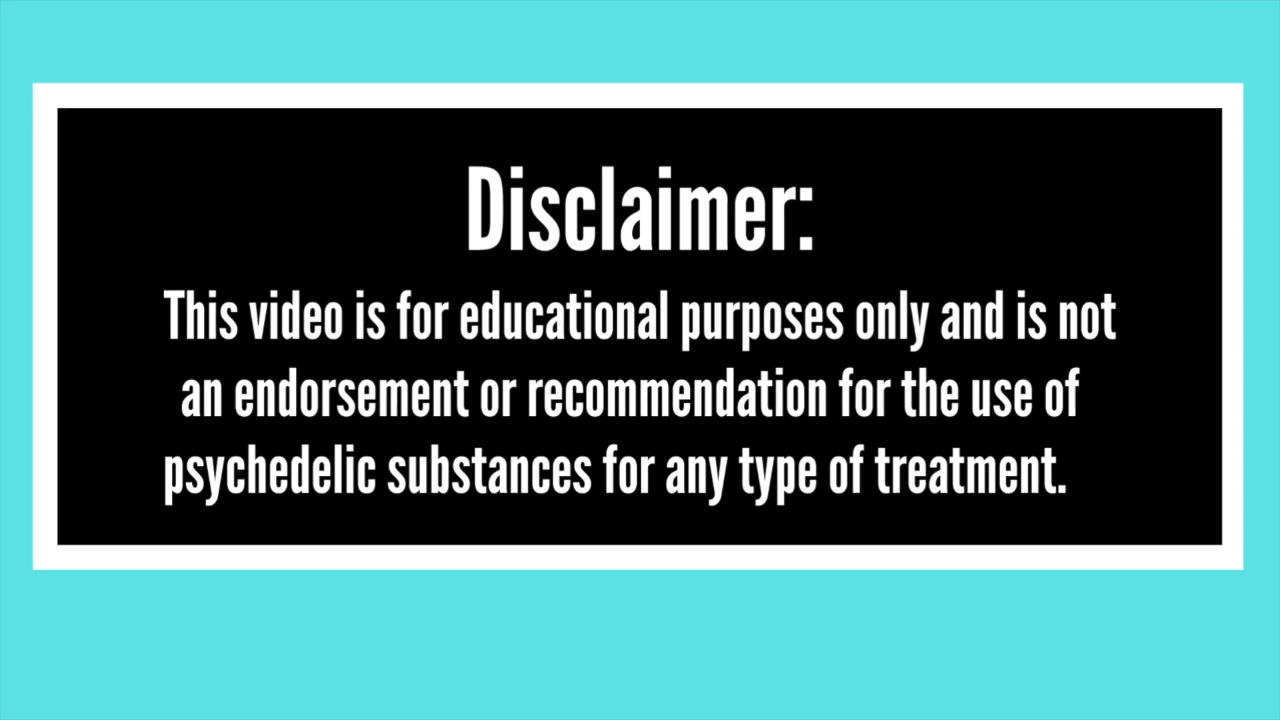 Disclaimer:
This video is for educational purposes only and is not
an endorsement or recommendation for the use of
psychedelic substances for any type of treatment.